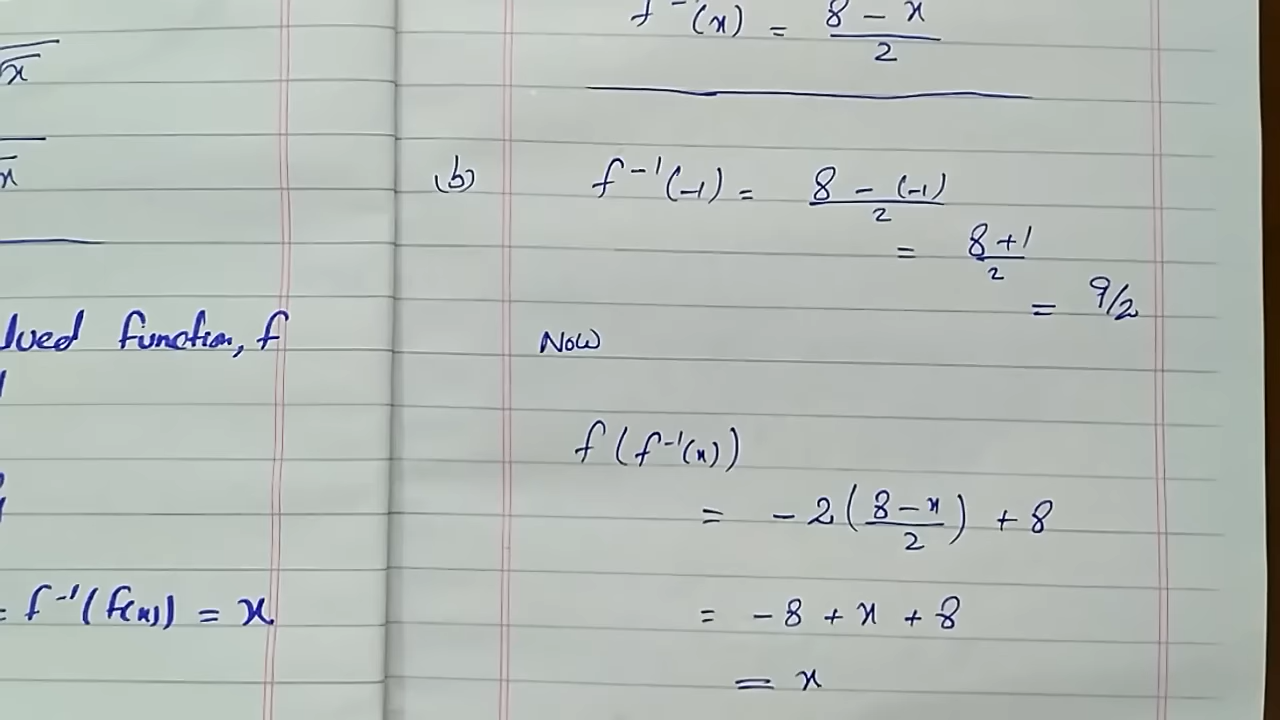 √x
√x
lued function, f
= f⁻¹(f(x)) = x
f⁻¹(x) = (8 - x)/2
(b) f⁻¹(-1) = (8 - (-1))/2
= (8 + 1)/2
= 9/2
Now
f(f⁻¹(x))
= -2((8 - x)/2) + 8
= -8 + x + 8
= x